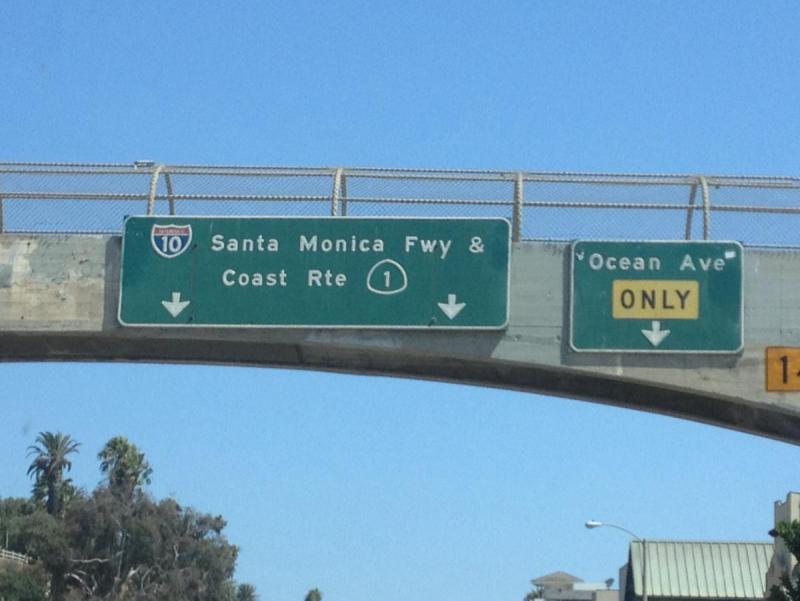 10 Santa Monica Fwy &
Coast Rte 1
Ocean Ave
ONLY